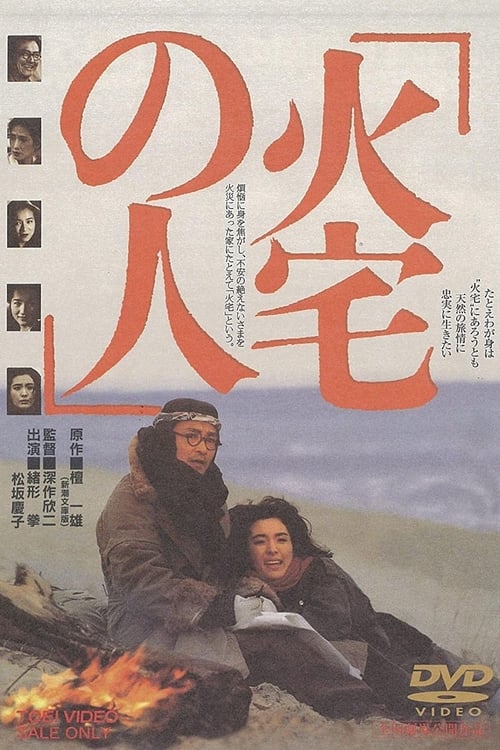 「火宅
の人」
たとえわが身は
“火宅”にあろうとも
天然の旅情に
忠実に生きたい
煩悩に身を焦がし、不安の絶えないさまを
火災にあった家にたとえて「火宅」という。
原作■檀 一雄
(新潮文庫版)
監督■深作欣二
出演■緒形 拳
松坂慶子
TOEI VIDEO
SALE ONLY
DVD
VIDEO